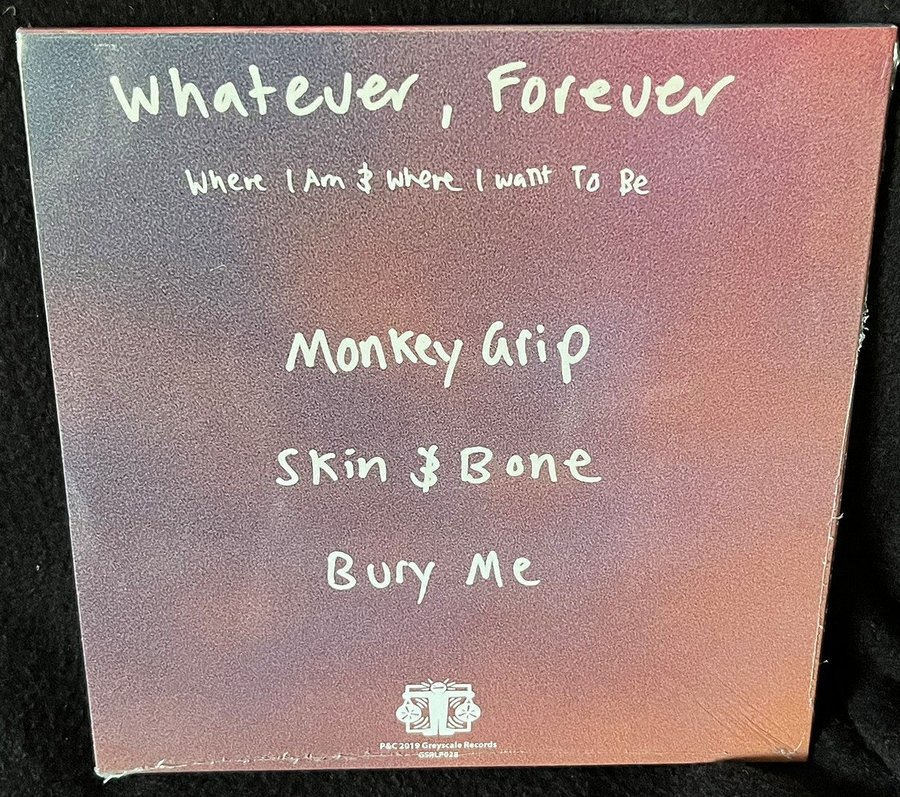 Whatever, Forever
Where I Am & Where I Want To Be
Monkey Grip
Skin & Bone
Bury Me
P&C 2019 Greyscale Records
GSRLP028